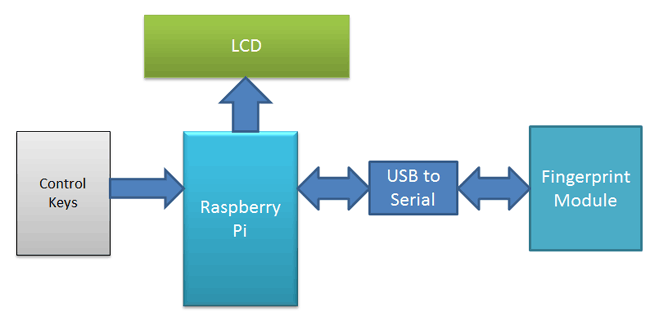 LCD
Control
Keys
Raspberry
Pi
USB to
Serial
Fingerprint
Module